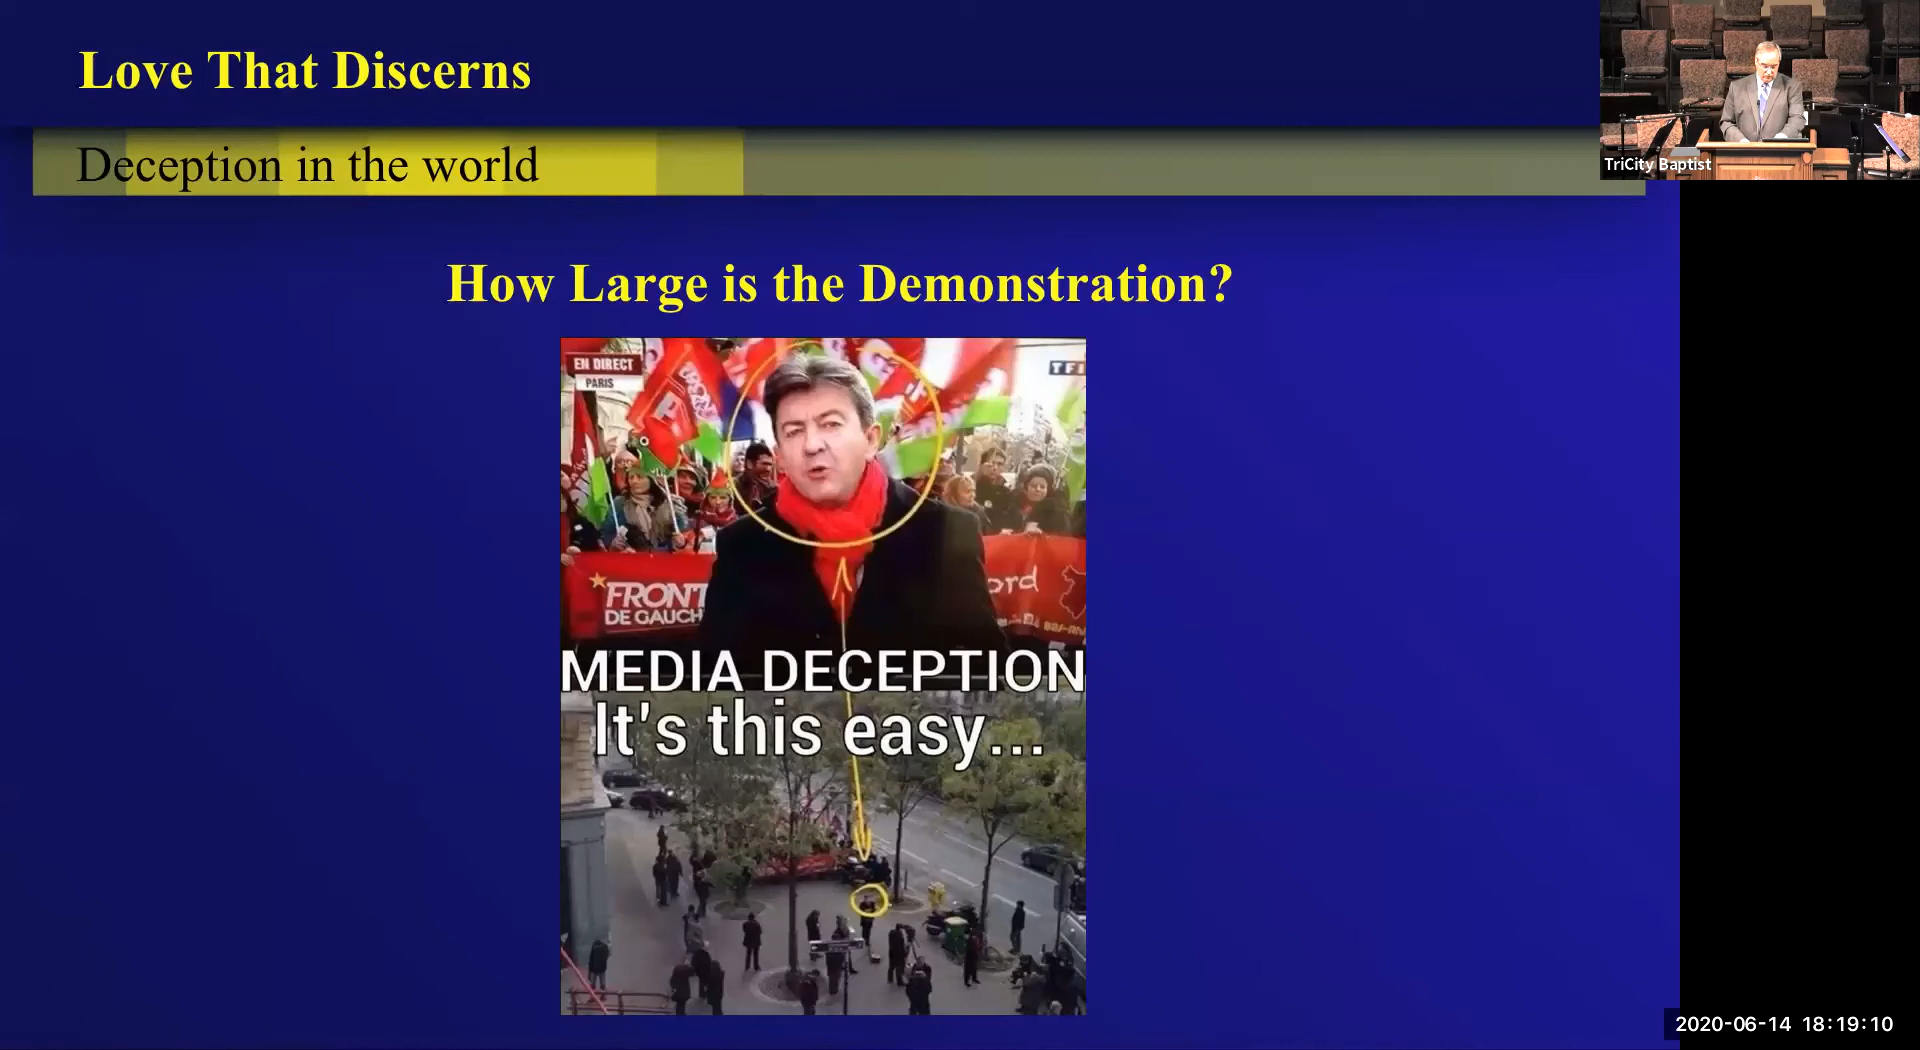 Love That Discerns
TriCity Baptist
Deception in the world
How Large is the Demonstration?
EN DIRECT
PARIS
TF1
FRONT
DE GAUCH
ord
MEDIA DECEPTION
It's this easy...
2020-06-14 18:19:10